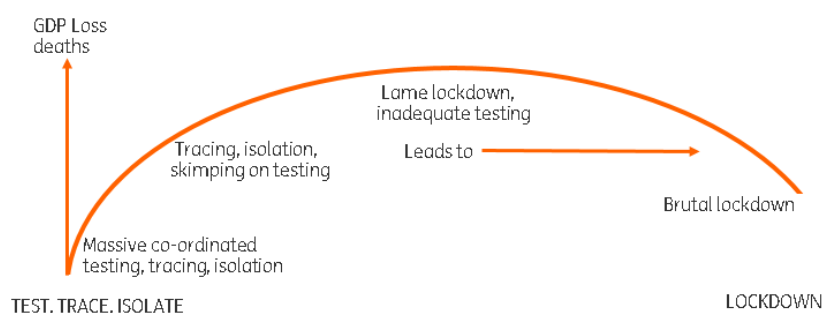 GDP Loss
deaths
Lame lockdown,
inadequate testing
Tracing, isolation,
skimping on testing
Leads to
Brutal lockdown
Massive co-ordinated
testing, tracing, isolation
TEST. TRACE. ISOLATE
LOCKDOWN